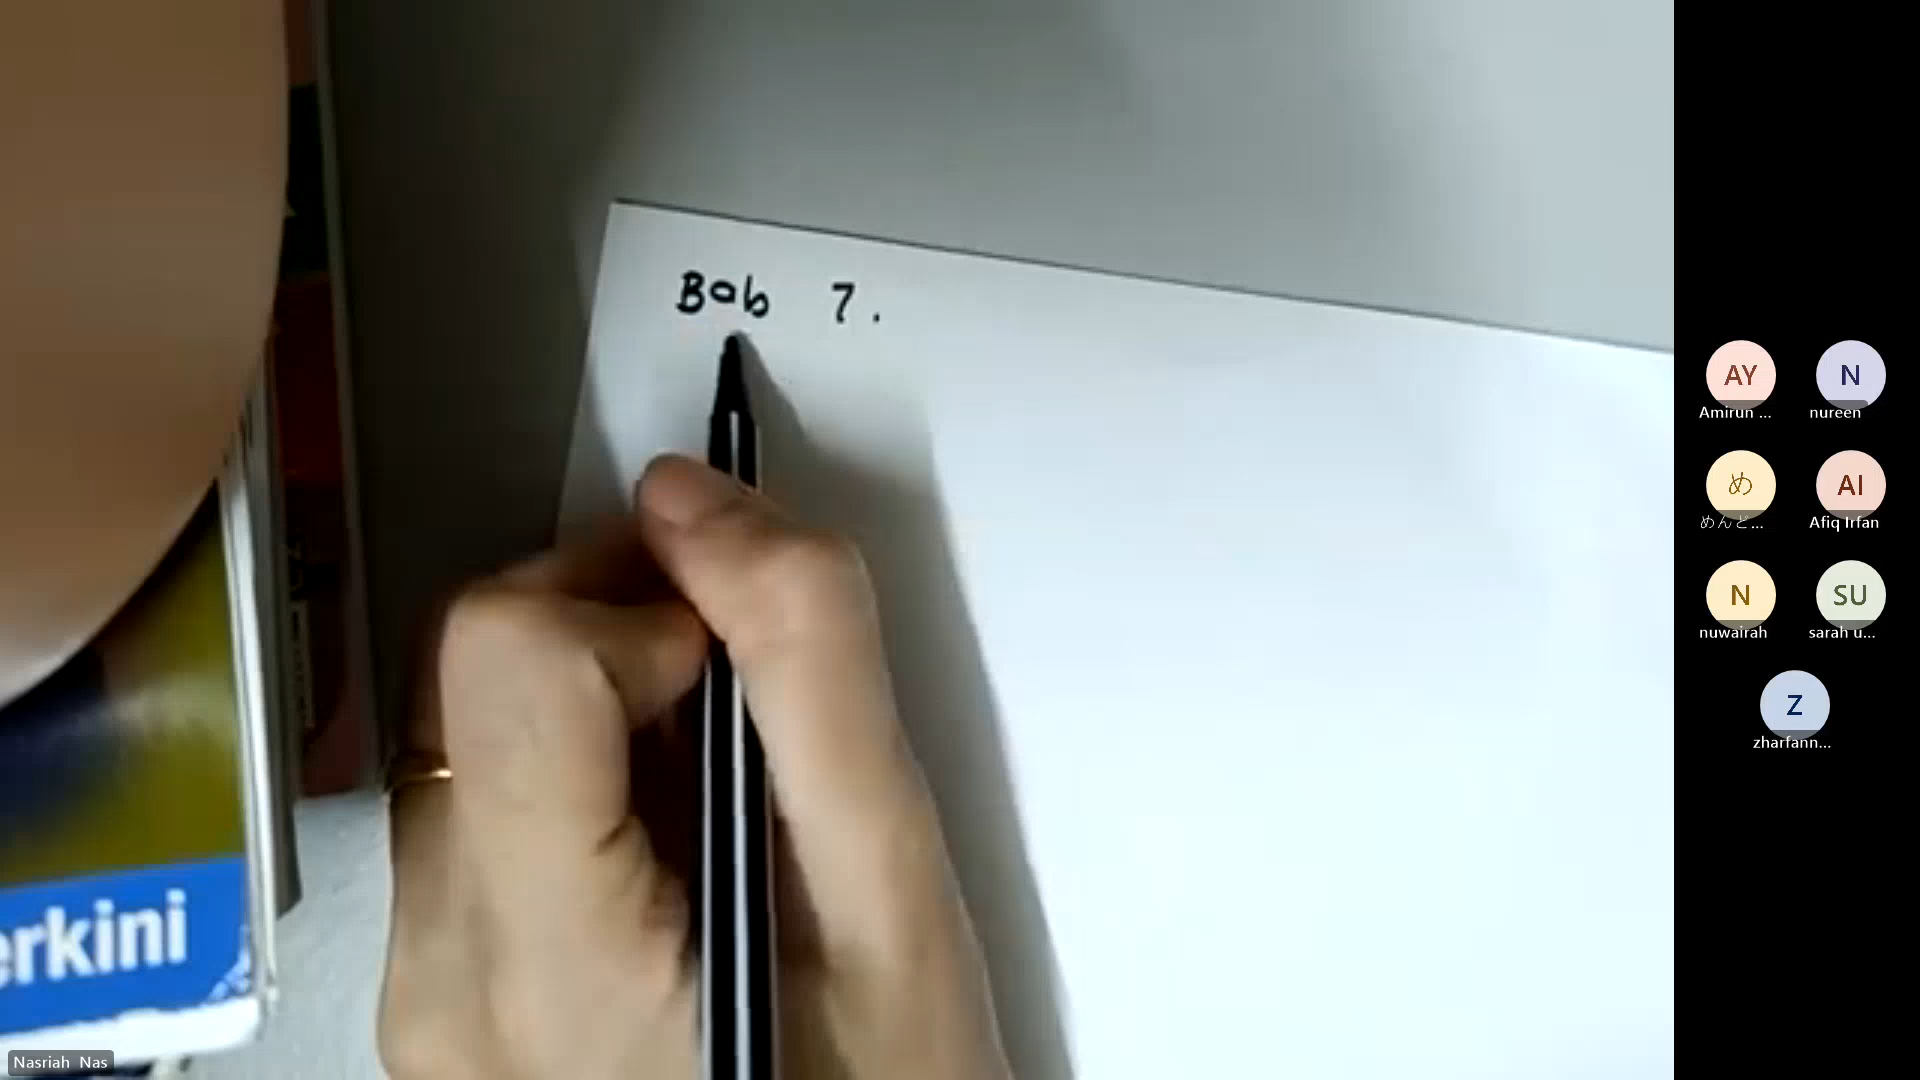 Bab 7.
erkini
Nasriah Nas
AY
Amirun ...
N
nureen
め
めんど...
AI
Afiq Irfan
N
nuwairah
SU
sarah u...
Z
zharfann...